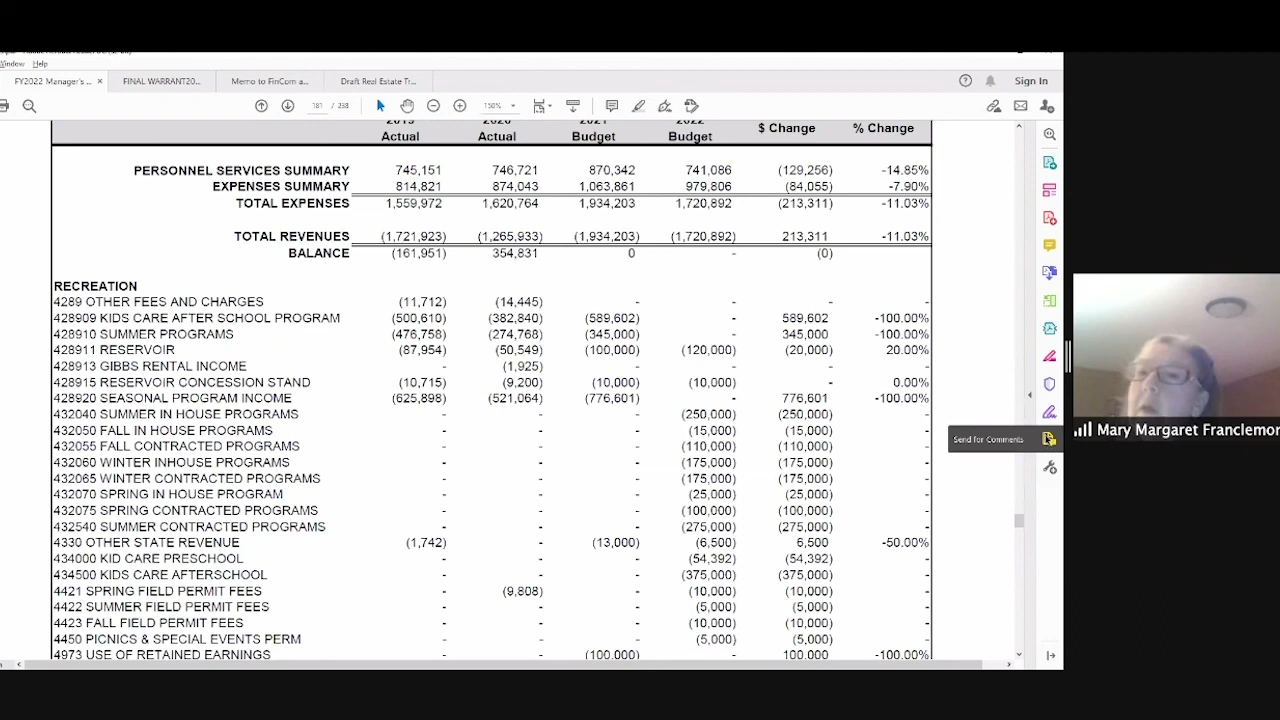 Window Help
FY2022 Manager's ... × FINAL WARRANT20... Memo to FinCom a... Draft Real Estate Tr... Sign In
181 / 238 150%
2019 2020 2021 2022
Actual Actual Budget Budget $ Change % Change
PERSONNEL SERVICES SUMMARY 745,151 746,721 870,342 741,086 (129,256) -14.85%
EXPENSES SUMMARY 814,821 874,043 1,063,861 979,806 (84,055) -7.90%
TOTAL EXPENSES 1,559,972 1,620,764 1,934,203 1,720,892 (213,311) -11.03%
TOTAL REVENUES (1,721,923) (1,265,933) (1,934,203) (1,720,892) 213,311 -11.03%
BALANCE (161,951) 354,831 0 - (0)
RECREATION
4289 OTHER FEES AND CHARGES (11,712) (14,445) - - - -
428909 KIDS CARE AFTER SCHOOL PROGRAM (500,610) (382,840) (589,602) - 589,602 -100.00%
428910 SUMMER PROGRAMS (476,758) (274,768) (345,000) - 345,000 -100.00%
428911 RESERVOIR (87,954) (50,549) (100,000) (120,000) (20,000) 20.00%
428913 GIBBS RENTAL INCOME - (1,925) - - - -
428915 RESERVOIR CONCESSION STAND (10,715) (9,200) (10,000) (10,000) - 0.00%
428920 SEASONAL PROGRAM INCOME (625,898) (521,064) (776,601) - 776,601 -100.00%
432040 SUMMER IN HOUSE PROGRAMS - - - (250,000) (250,000) -
432050 FALL IN HOUSE PROGRAMS - - - (15,000) (15,000) -
432055 FALL CONTRACTED PROGRAMS - - - (110,000) (110,000) -
432060 WINTER INHOUSE PROGRAMS - - - (175,000) (175,000) -
432065 WINTER CONTRACTED PROGRAMS - - - (175,000) (175,000) -
432070 SPRING IN HOUSE PROGRAM - - - (25,000) (25,000) -
432075 SPRING CONTRACTED PROGRAMS - - - (100,000) (100,000) -
432540 SUMMER CONTRACTED PROGRAMS - - - (275,000) (275,000) -
4330 OTHER STATE REVENUE (1,742) - (13,000) (6,500) 6,500 -50.00%
434000 KID CARE PRESCHOOL - - - (54,392) (54,392) -
434500 KIDS CARE AFTERSCHOOL - - - (375,000) (375,000) -
4421 SPRING FIELD PERMIT FEES - (9,808) - (10,000) (10,000) -
4422 SUMMER FIELD PERMIT FEES - - - (5,000) (5,000) -
4423 FALL FIELD PERMIT FEES - - - (10,000) (10,000) -
4450 PICNICS & SPECIAL EVENTS PERM - - - (5,000) (5,000) -
4973 USE OF RETAINED EARNINGS - - (100,000) - 100,000 -100.00%
Send for Comments
Mary Margaret Franclemon